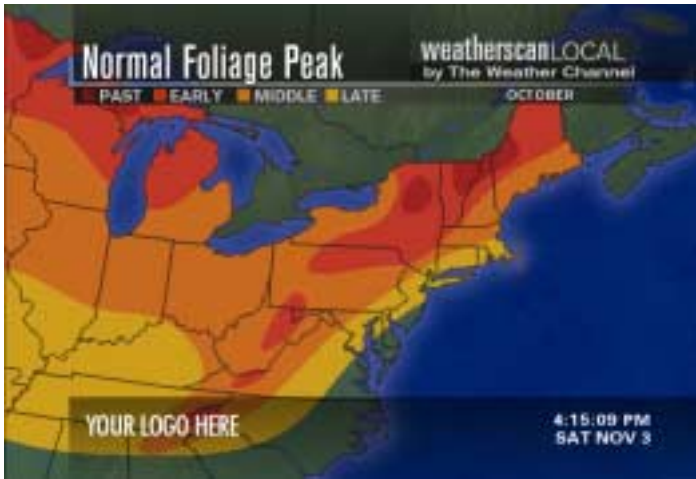 Normal Foliage Peak
weatherscanLOCAL
by The Weather Channel
PAST EARLY MIDDLE LATE
OCTOBER
YOUR LOGO HERE
4:15:09 PM
SAT NOV 3